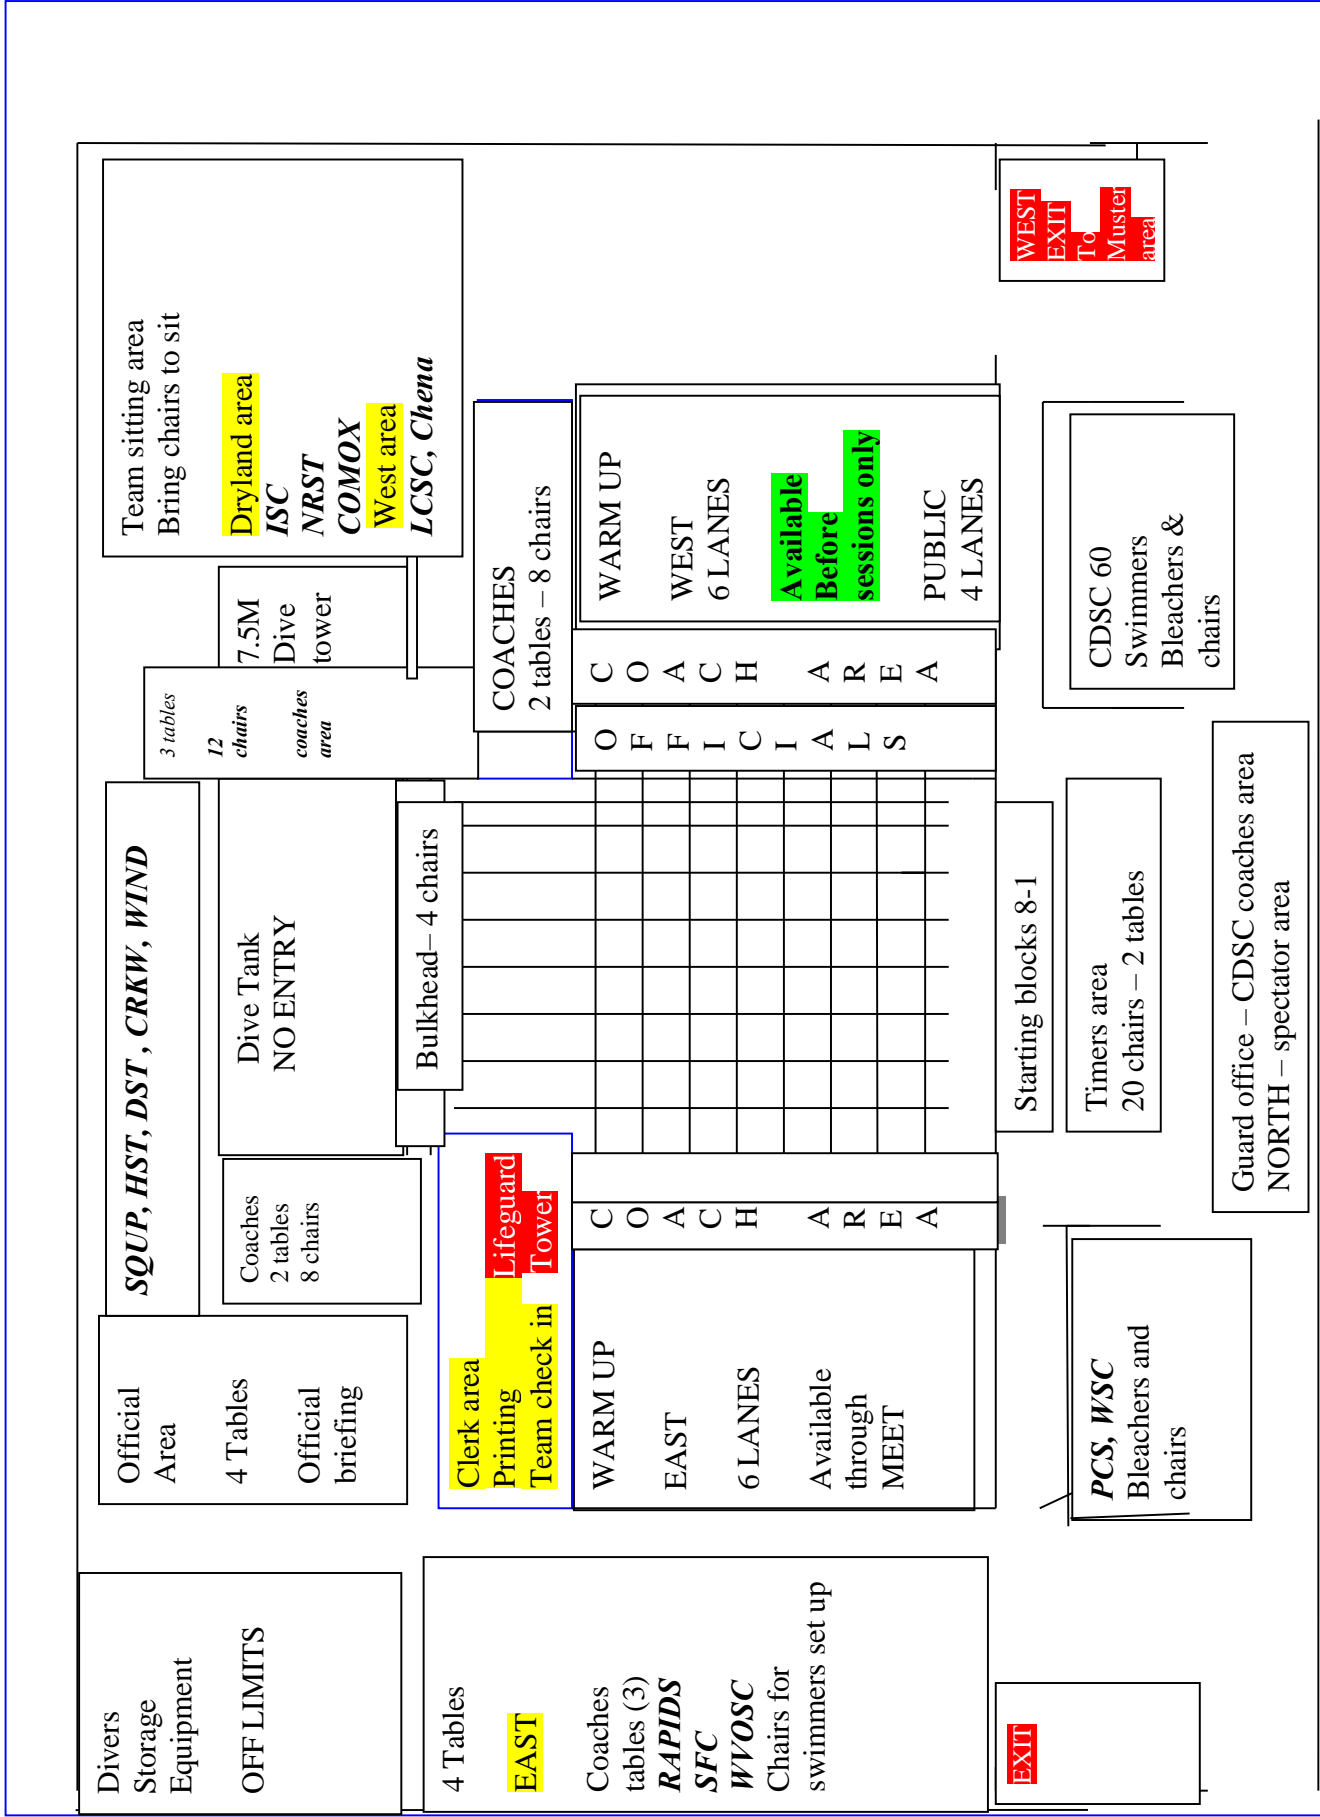 Divers
Storage
Equipment
OFF LIMITS
Official
Area
4 Tables
Official
briefing
SQUP, HST, DST , CRKW, WIND
Coaches
2 tables
8 chairs
Dive Tank
NO ENTRY
3 tables
12
chairs
coaches
area
7.5M
Dive
tower
Team sitting area
Bring chairs to sit
Dryland area
ISC
NRST
COMOX
West area
LCSC, Chena
4 Tables
EAST
Coaches
tables (3)
RAPIDS
SFC
WVOSC
Chairs for
swimmers set up
Clerk area
Printing Lifeguard
Team check in Tower
Bulkhead– 4 chairs
COACHES
2 tables – 8 chairs
WARM UP
EAST
6 LANES
Available
through
MEET
C
O
A
C
H
A
R
E
A
O
F
F
I
C
I
A
L
S
C
O
A
C
H
A
R
E
A
WARM UP
WEST
6 LANES
Available
Before
sessions only
PUBLIC
4 LANES
EXIT
Starting blocks 8-1
WEST
EXIT
To
Muster
area
PCS, WSC
Bleachers and
chairs
Timers area
20 chairs – 2 tables
CDSC 60
Swimmers
Bleachers &
chairs
Guard office – CDSC coaches area
NORTH – spectator area